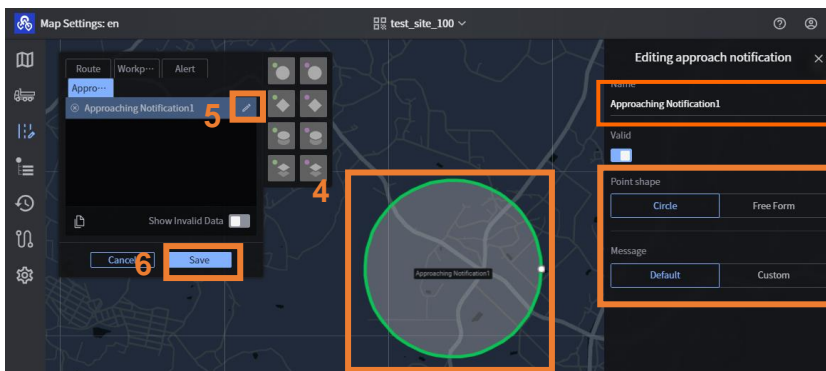 Map Settings: en
test_site_100
Route
Workp···
Alert
Appro···
Approaching Notification1
5
4
Show Invalid Data
Cancel
6
Save
Approaching Notification1
Editing approach notification
Name
Approaching Notification1
Valid
Point shape
Circle
Free Form
Message
Default
Custom